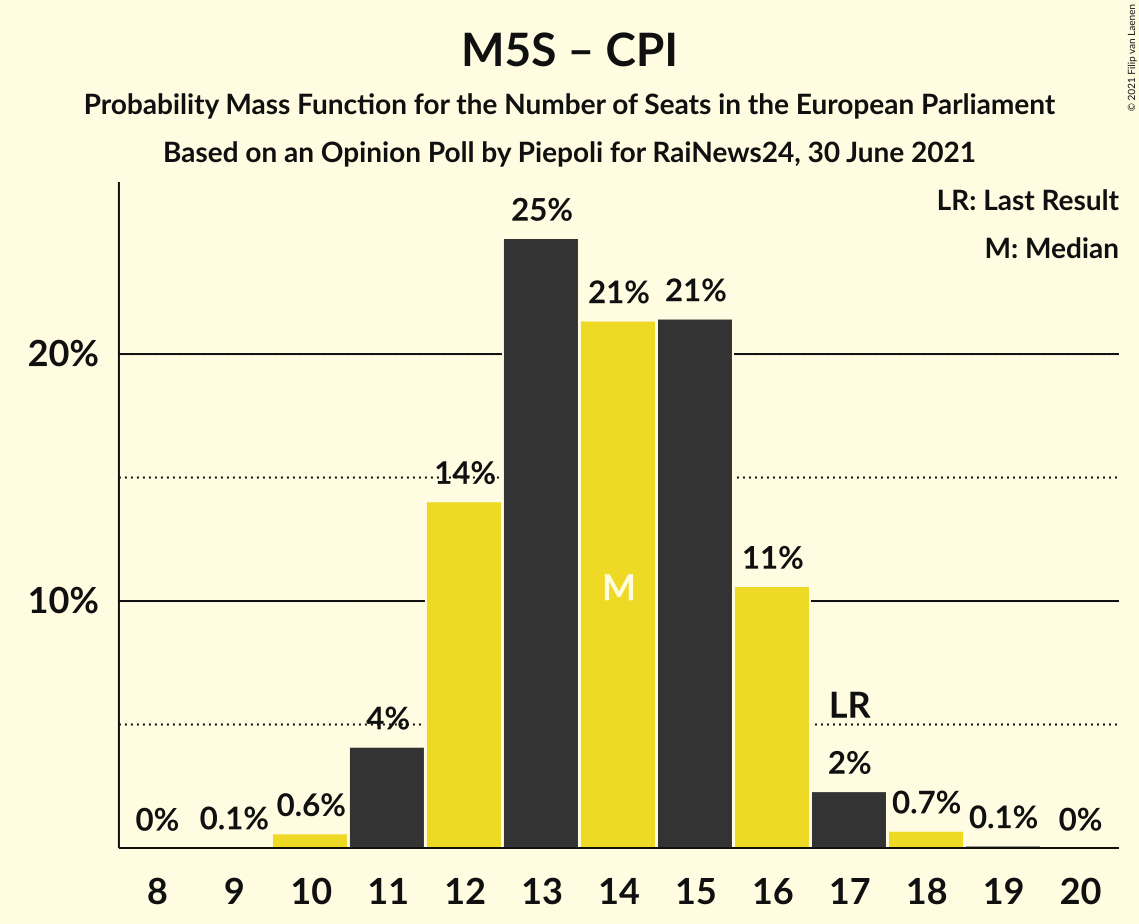 M5S – CPI
Probability Mass Function for the Number of Seats in the European Parliament
Based on an Opinion Poll by Piepoli for RaiNews24, 30 June 2021
© 2021 Filip van Laenen
LR: Last Result
M: Median
25%
21%
21%
20%
14%
11%
M
10%
LR
4%
2%
0%
0.1%
0.6%
0.7%
0.1%
0%
8 9 10 11 12 13 14 15 16 17 18 19 20